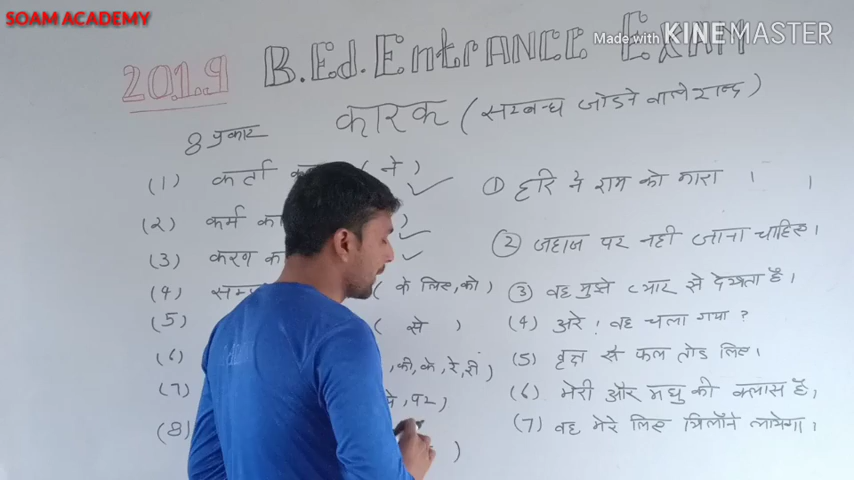 SOAM ACADEMY
Made with KINEMASTER
2019 B.Ed. Entrance Exam
कारक ( सम्बन्ध जोडने वाले शब्द )
8 प्रकार
(1) कर्ता ( ने )
(2) कर्म का )
(3) करण का
(4) ( के लिए, को )
(5) ( से )
(6) , की, के, रे, री )
(7) , पर )
(8) )
① हरि ने राम को मारा ।
② जहाज पर नही जाना चाहिए ।
③ वह मुझे प्यार से देखता है ।
(4) अरे ! वह चला गया ?
(5) वृक्ष से फल तोड लिए ।
(6) मेरी और मधु की क्लास है ,
(7) वह मेरे लिए लायेगा ।